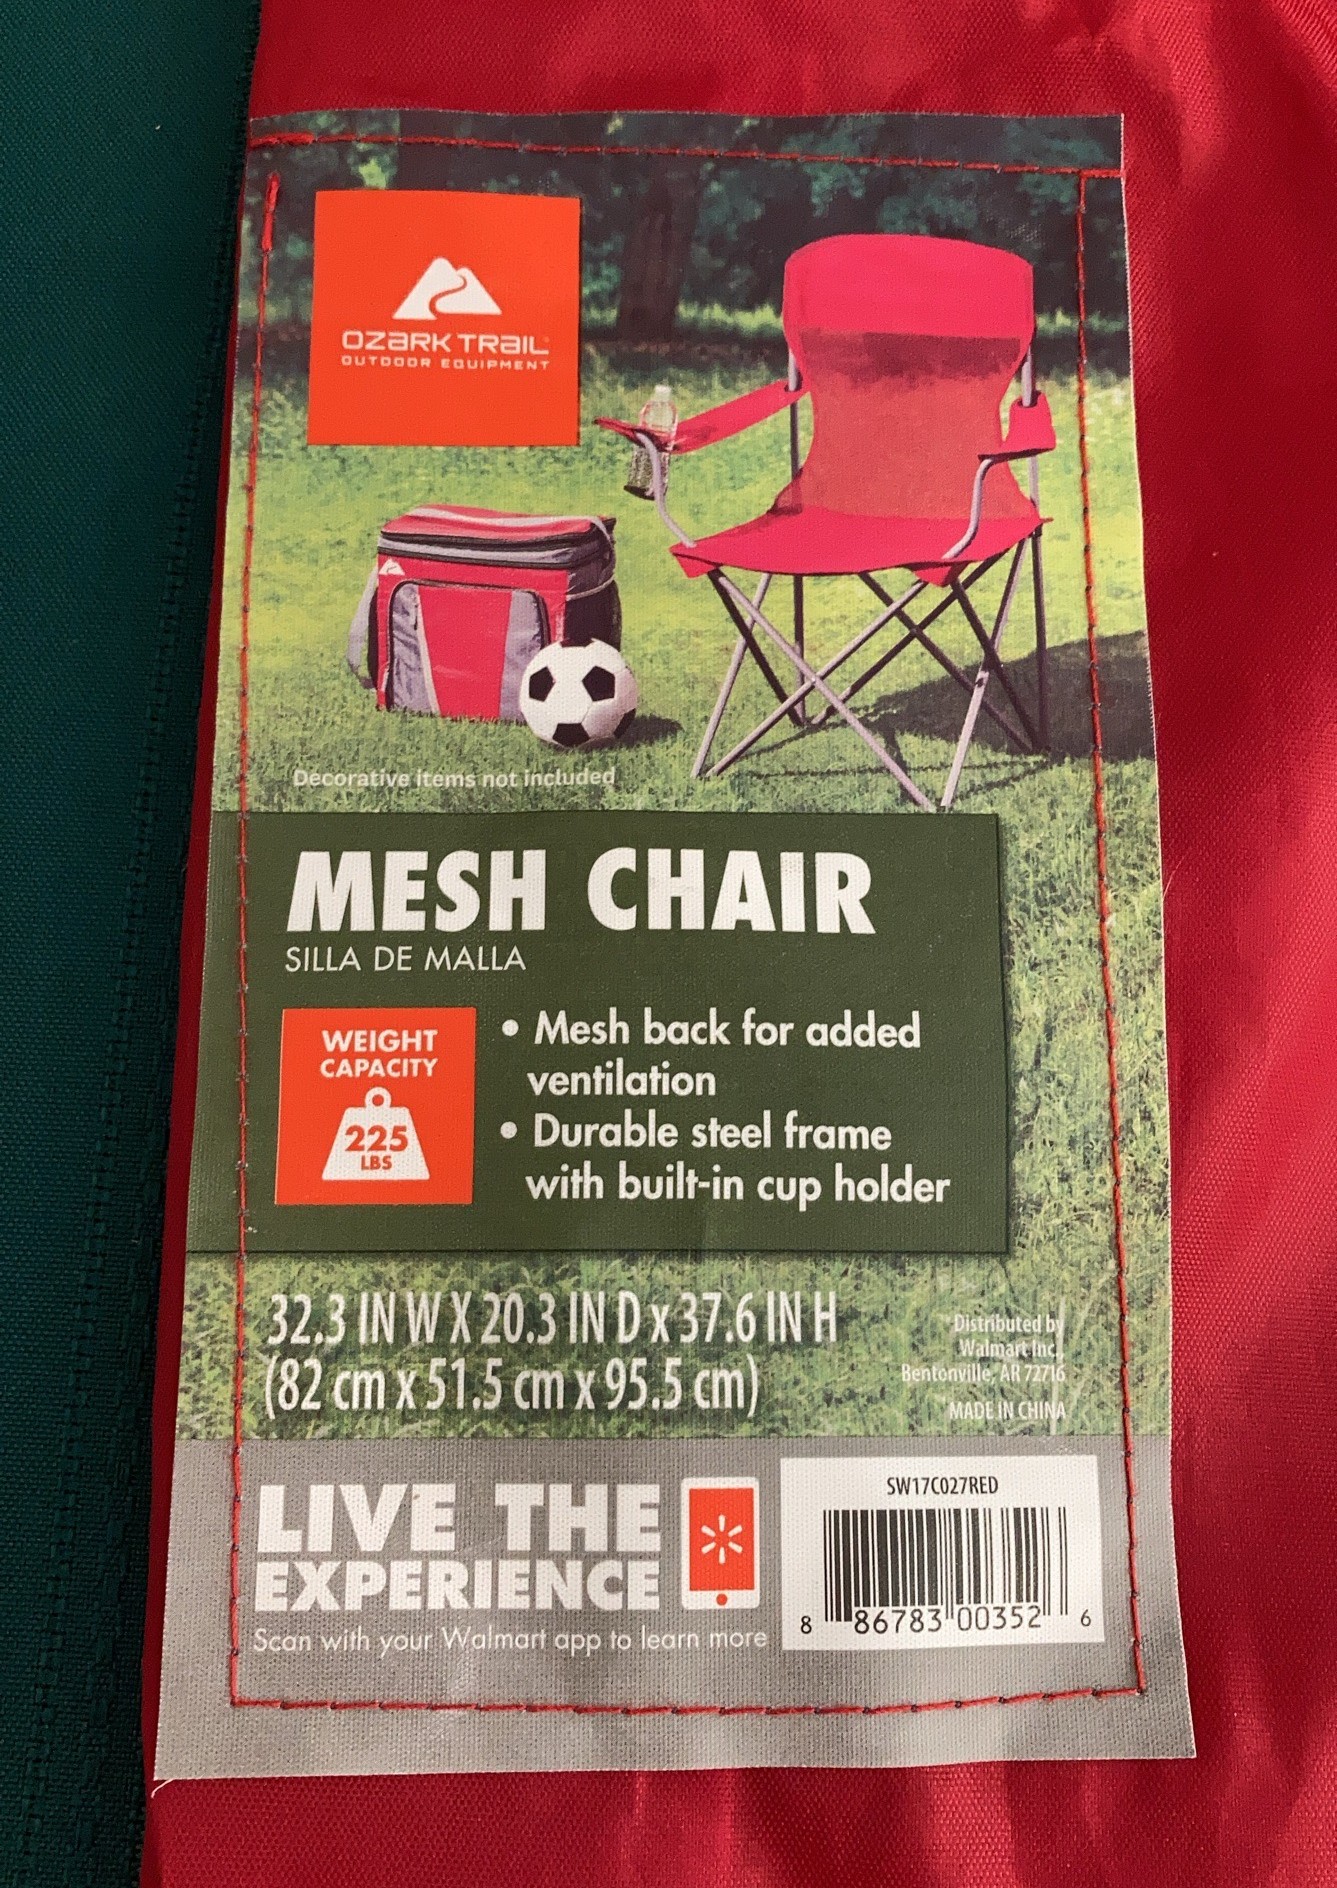 OZARK TRAIL
OUTDOOR EQUIPMENT
Decorative items not included
MESH CHAIR
SILLA DE MALLA
WEIGHT
CAPACITY
225
LBS
• Mesh back for added
ventilation
• Durable steel frame
with built-in cup holder
32.3 IN W X 20.3 IN D x 37.6 IN H
(82 cm x 51.5 cm x 95.5 cm)
Distributed by
Walmart Inc.,
Bentonville, AR 72716
MADE IN CHINA
LIVE THE
EXPERIENCE
Scan with your Walmart app to learn more
SW17C027RED
8 86783 00352 6